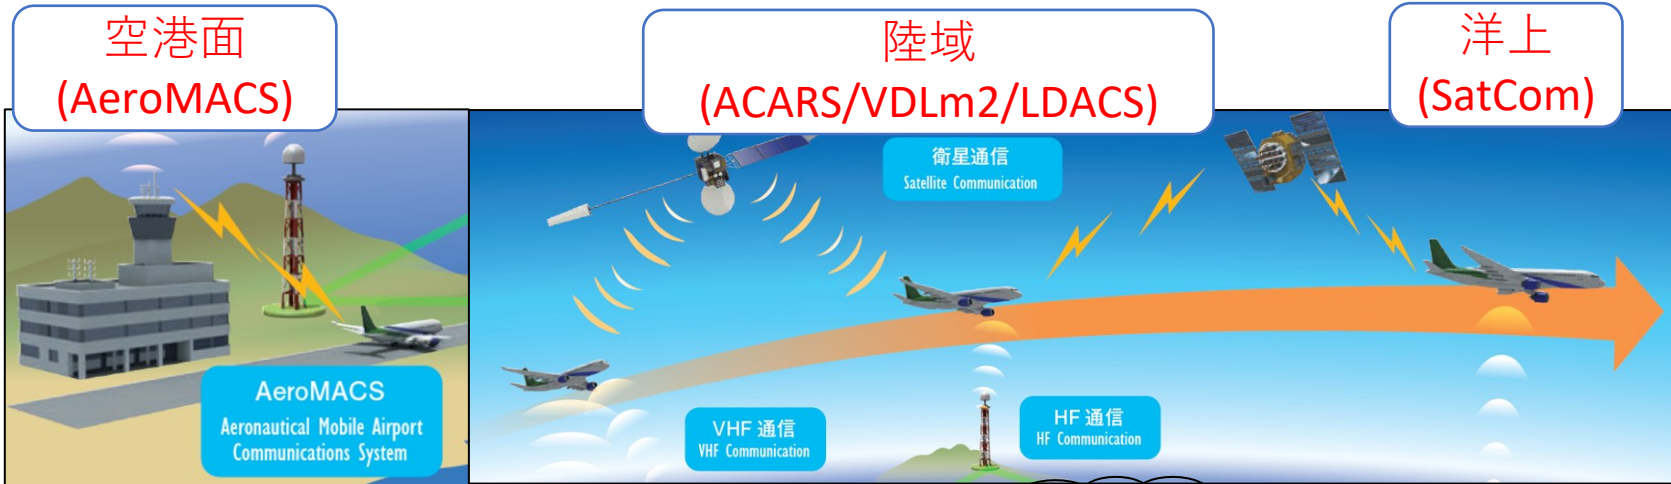 空港面
(AeroMACS)
陸域
(ACARS/VDLm2/LDACS)
洋上
(SatCom)
衛星通信
Satellite Communication
AeroMACS
Aeronautical Mobile Airport
Communications System
VHF 通信
VHF Communication
HF 通信
HF Communication